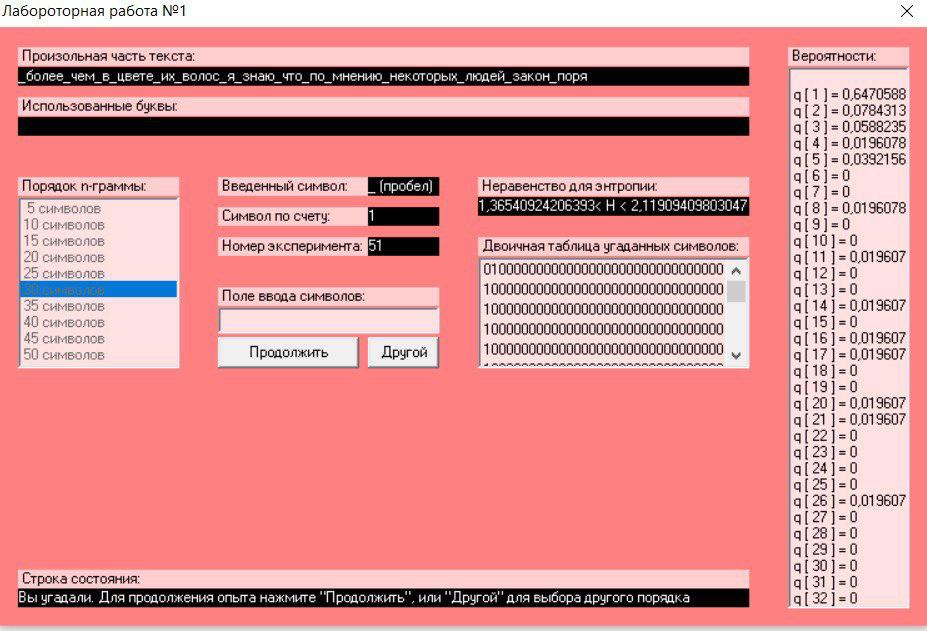 Лабороторная работа №1
Произольная часть текста:
_более_чем_в_цвете_их_волос_я_знаю_что_по_мнению_некоторых_людей_закон_поря
Использованные буквы:
Порядок n-граммы:
5 символов
10 символов
15 символов
20 символов
25 символов
30 символов
35 символов
40 символов
45 символов
50 символов
Введенный символ: _ (пробел)
Символ по счету: 1
Номер эксперимента: 51
Поле ввода символов:
Продолжить Другой
Неравенство для энтропии:
1,36540924206393< H < 2,11909409803047
Двоичная таблица угаданных символов:
01000000000000000000000000000000
10000000000000000000000000000000
10000000000000000000000000000000
10000000000000000000000000000000
10000000000000000000000000000000
Вероятности:
q [ 1 ] = 0,6470588
q [ 2 ] = 0,0784313
q [ 3 ] = 0,0588235
q [ 4 ] = 0,0196078
q [ 5 ] = 0,0392156
q [ 6 ] = 0
q [ 7 ] = 0
q [ 8 ] = 0,0196078
q [ 9 ] = 0
q [ 10 ] = 0
q [ 11 ] = 0,019607
q [ 12 ] = 0
q [ 13 ] = 0
q [ 14 ] = 0,019607
q [ 15 ] = 0
q [ 16 ] = 0,019607
q [ 17 ] = 0,019607
q [ 18 ] = 0
q [ 19 ] = 0
q [ 20 ] = 0,019607
q [ 21 ] = 0,019607
q [ 22 ] = 0
q [ 23 ] = 0
q [ 24 ] = 0
q [ 25 ] = 0
q [ 26 ] = 0,019607
q [ 27 ] = 0
q [ 28 ] = 0
q [ 29 ] = 0
q [ 30 ] = 0
q [ 31 ] = 0
q [ 32 ] = 0
Строка состояния:
Вы угадали. Для продолжения опыта нажмите "Продолжить", или "Другой" для выбора другого порядка